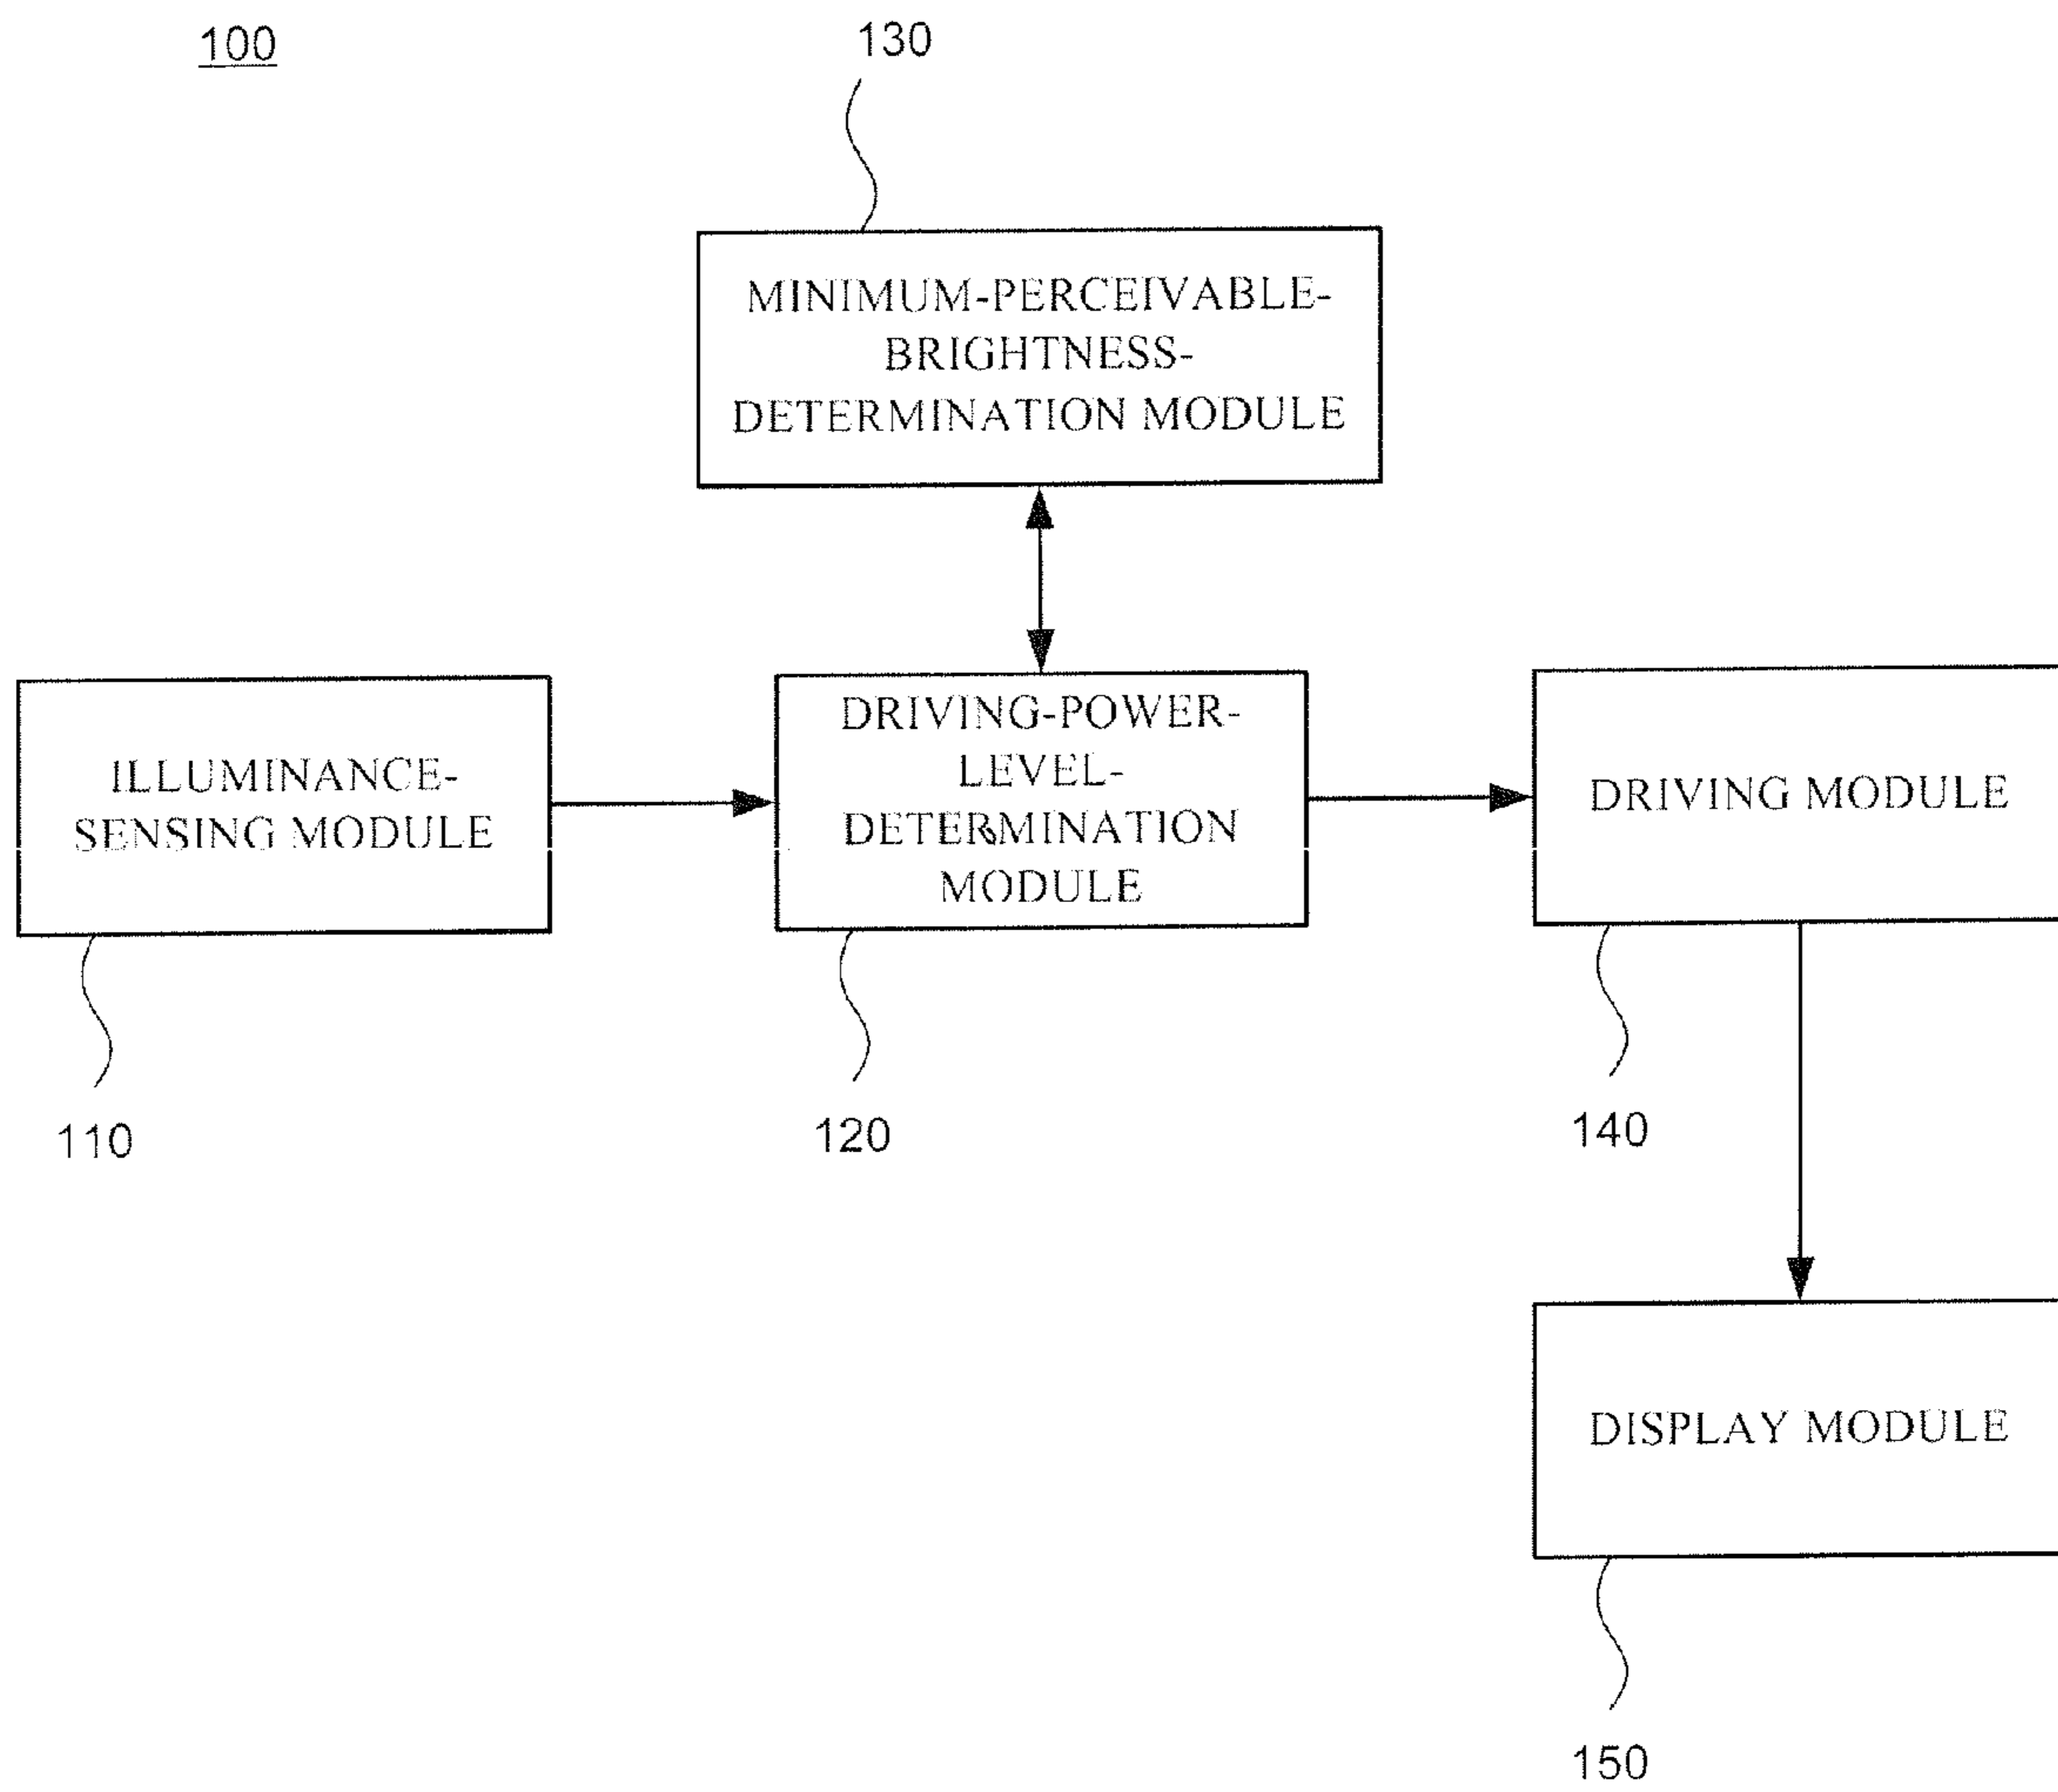 100
130
MINIMUM-PERCEIVABLE-
BRIGHTNESS-
DETERMINATION MODULE
ILLUMINANCE-
SENSING MODULE
DRIVING-POWER-
LEVEL-
DETERMINATION
MODULE
DRIVING MODULE
110
120
140
DISPLAY MODULE
150